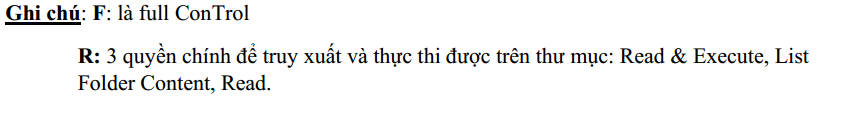 Ghi chú: F: là full ConTrol
R: 3 quyền chính để truy xuất và thực thi được trên thư mục: Read & Execute, List
Folder Content, Read.